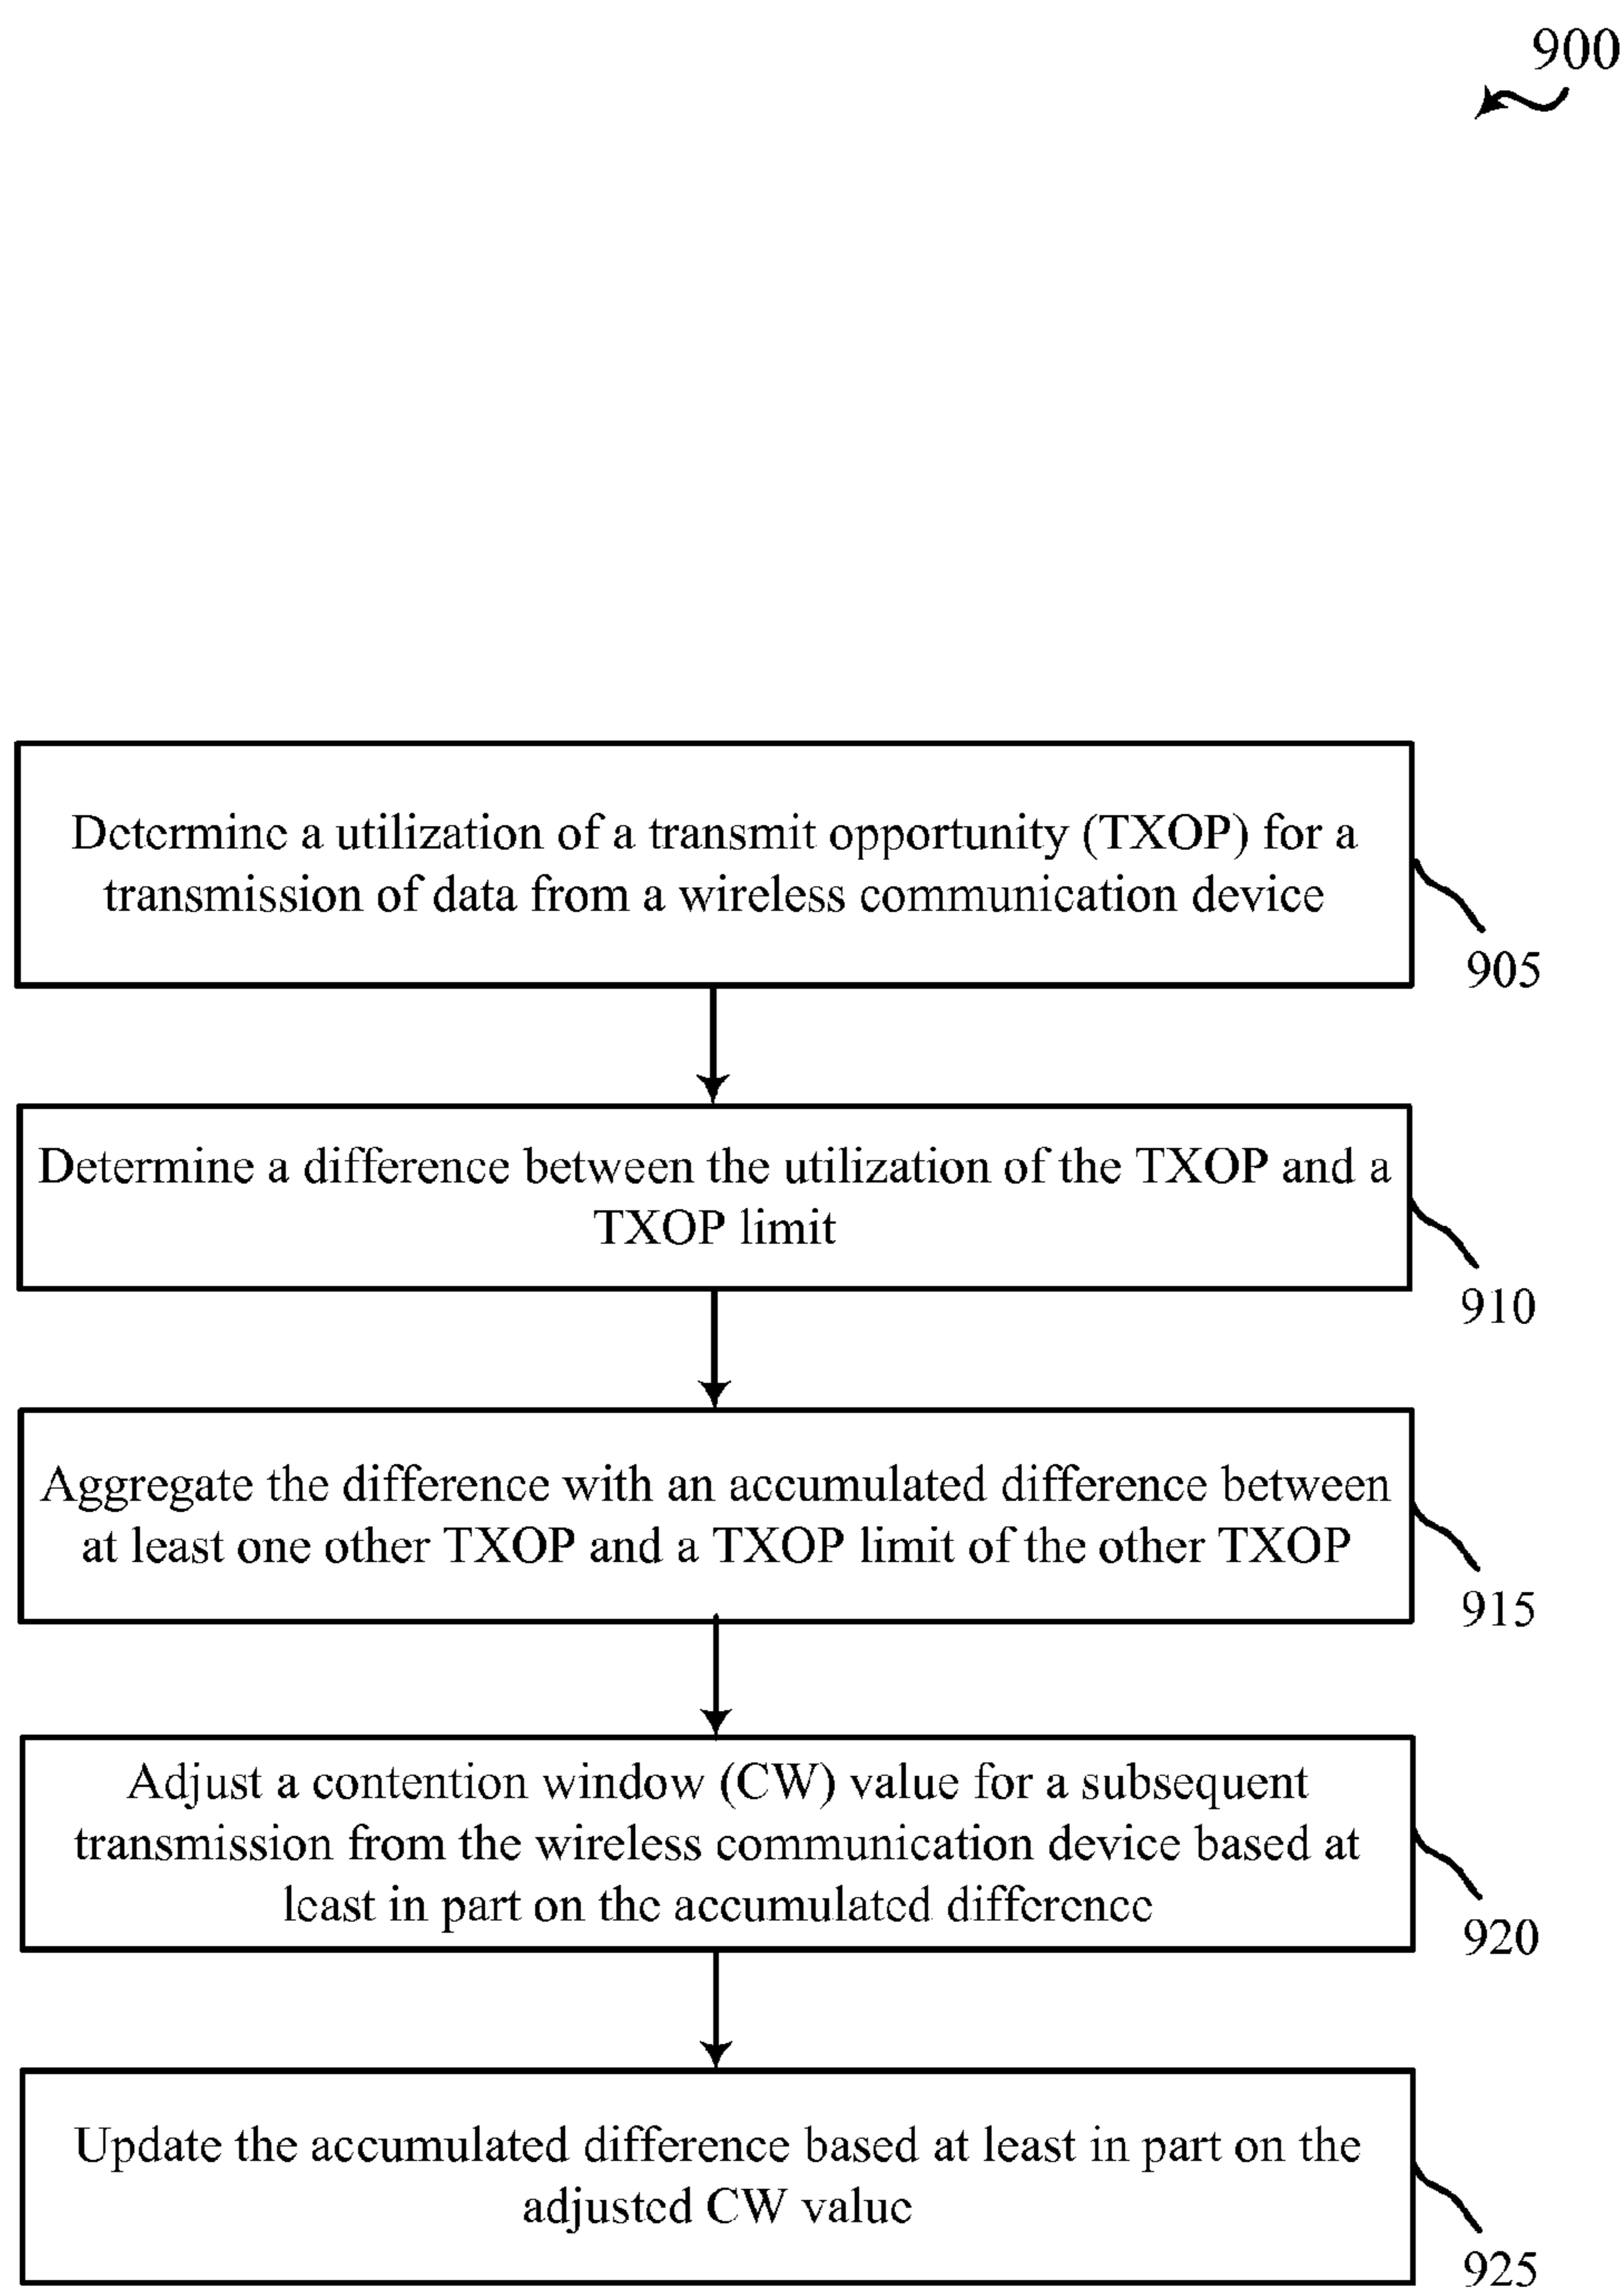 900
Determine a utilization of a transmit opportunity (TXOP) for a
transmission of data from a wireless communication device
905
Determine a difference between the utilization of the TXOP and a
TXOP limit
910
Aggregate the difference with an accumulated difference between
at least one other TXOP and a TXOP limit of the other TXOP
915
Adjust a contention window (CW) value for a subsequent
transmission from the wireless communication device based at
least in part on the accumulated difference
920
Update the accumulated difference based at least in part on the
adjusted CW value
925